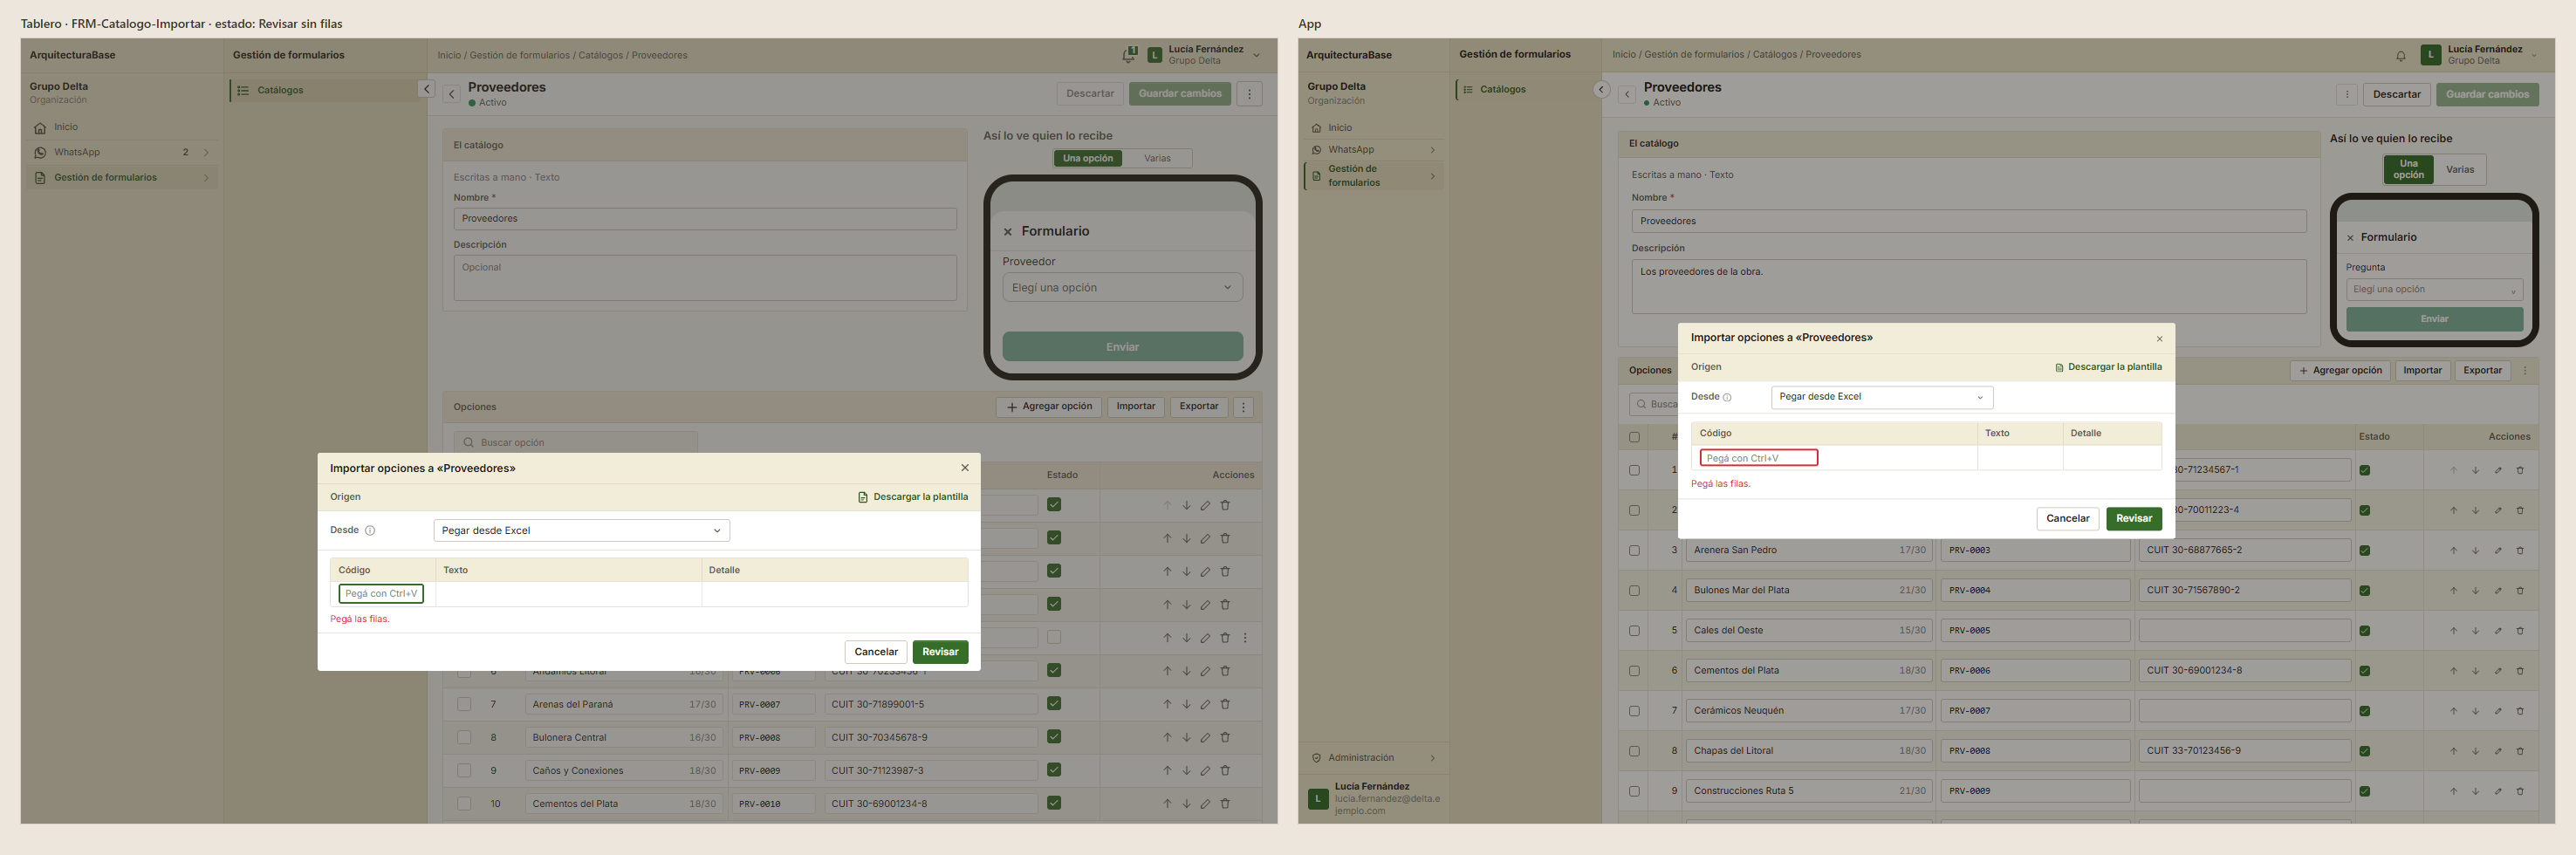 Tablero · FRM-Catalogo-Importar · estado: Revisar sin filas
ArquitecturaBase
Gestión de formularios
Inicio / Gestión de formularios / Catálogos / Proveedores
1
L
Lucía Fernández
Grupo Delta
Grupo Delta
Organización
Catálogos
Inicio
WhatsApp
2
Gestión de formularios
Proveedores
Activo
Descartar
Guardar cambios
El catálogo
Escritas a mano · Texto
Nombre *
Proveedores
Descripción
Opcional
Así lo ve quien lo recibe
Una opción
Varias
Formulario
Proveedor
Elegí una opción
Enviar
Opciones
Agregar opción
Importar
Exportar
Buscar opción
Estado
Acciones
Importar opciones a «Proveedores»
Origen
Descargar la plantilla
Desde
Pegar desde Excel
Código
Texto
Detalle
Pegá con Ctrl+V
Pegá las filas.
Cancelar
Revisar
7
Arenas del Paraná
17/30
PRV-0007
CUIT 30-71899001-5
8
Bulonera Central
16/30
PRV-0008
CUIT 30-70345678-9
9
Caños y Conexiones
18/30
PRV-0009
CUIT 30-71123987-3
10
Cementos del Plata
18/30
PRV-0010
CUIT 30-69001234-8
App
ArquitecturaBase
Gestión de formularios
Inicio / Gestión de formularios / Catálogos / Proveedores
L
Lucía Fernández
Grupo Delta
Grupo Delta
Organización
Catálogos
Inicio
WhatsApp
Gestión de
formularios
Proveedores
Activo
Descartar
Guardar cambios
El catálogo
Escritas a mano · Texto
Nombre *
Proveedores
Descripción
Los proveedores de la obra.
Así lo ve quien lo recibe
Una
opción
Varias
Formulario
Pregunta
Elegí una opción
Enviar
Opciones
Agregar opción
Importar
Exportar
#
Estado
Acciones
Importar opciones a «Proveedores»
Origen
Descargar la plantilla
Desde
Pegar desde Excel
Código
Texto
Detalle
Pegá con Ctrl+V
Pegá las filas.
Cancelar
Revisar
1
30-71234567-1
2
30-70011223-4
3
Arenera San Pedro
17/30
PRV-0003
CUIT 30-68877665-2
4
Bulones Mar del Plata
21/30
PRV-0004
CUIT 30-71567890-2
5
Cales del Oeste
15/30
PRV-0005
6
Cementos del Plata
18/30
PRV-0006
CUIT 30-69001234-8
7
Cerámicos Neuquén
17/30
PRV-0007
8
Chapas del Litoral
18/30
PRV-0008
CUIT 33-70123456-9
9
Construcciones Ruta 5
21/30
PRV-0009
Administración
L
Lucía Fernández
lucia.fernandez@delta.e
jemplo.com